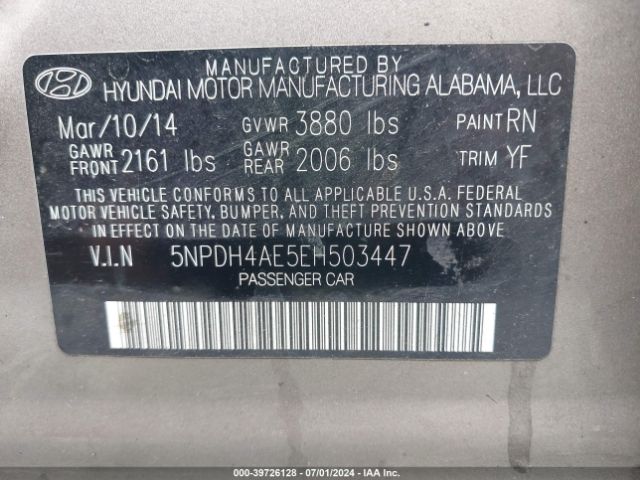 MANUFACTURED BY
HYUNDAI MOTOR MANUFACTURING ALABAMA, LLC
Mar/10/14 GVWR 3880 lbs PAINT RN
GAWR FRONT 2161 lbs GAWR REAR 2006 lbs TRIM YF
THIS VEHICLE CONFORMS TO ALL APPLICABLE U.S.A. FEDERAL
MOTOR VEHICLE SAFETY, BUMPER, AND THEFT PREVENTION STANDARDS
IN EFFECT ON THE DATE OF MANUFACTURE SHOWN ABOVE
V.I.N 5NPDH4AE5EH503447
PASSENGER CAR
000-39726128 - 07/01/2024 - IAA Inc.